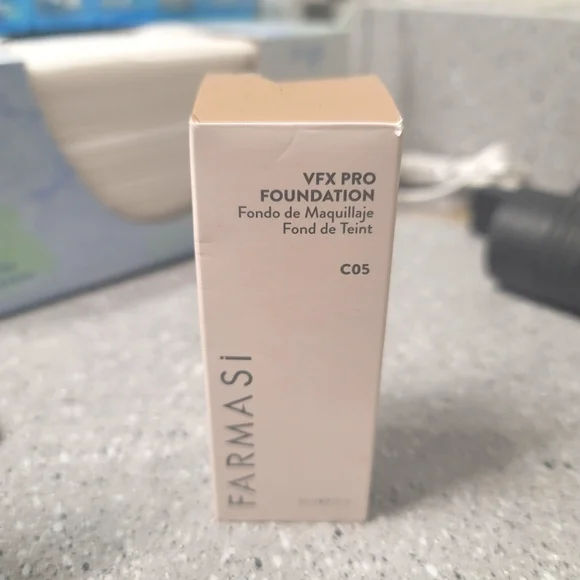 VFX PRO
FOUNDATION
Fondo de Maquillaje
Fond de Teint
C05
FARMASi